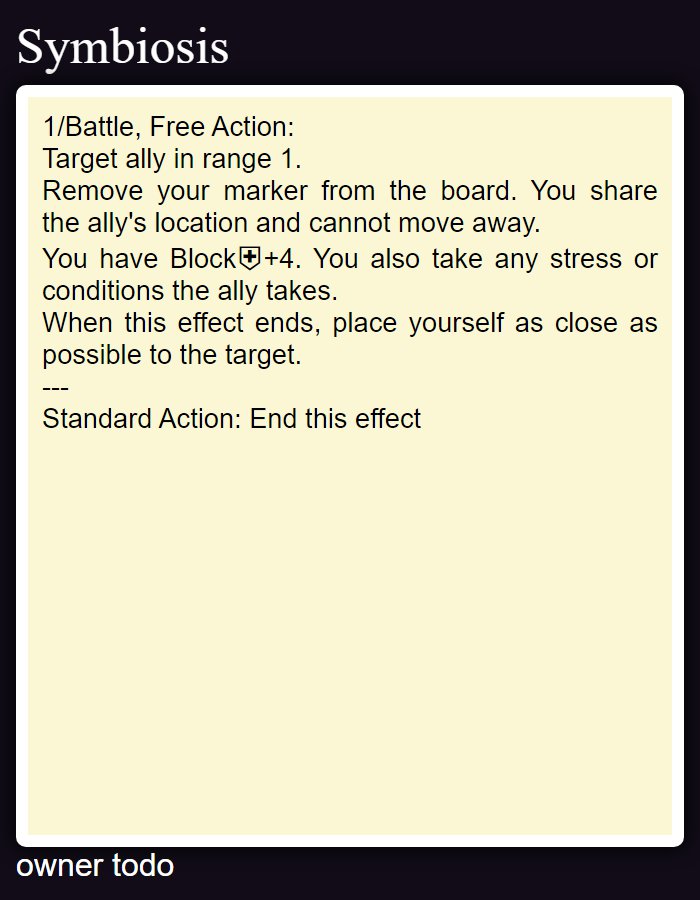 Symbiosis
1/Battle, Free Action:
Target ally in range 1.
Remove your marker from the board. You share
the ally's location and cannot move away.
You have Block⛨+4. You also take any stress or
conditions the ally takes.
When this effect ends, place yourself as close as
possible to the target.
---
Standard Action: End this effect
owner todo